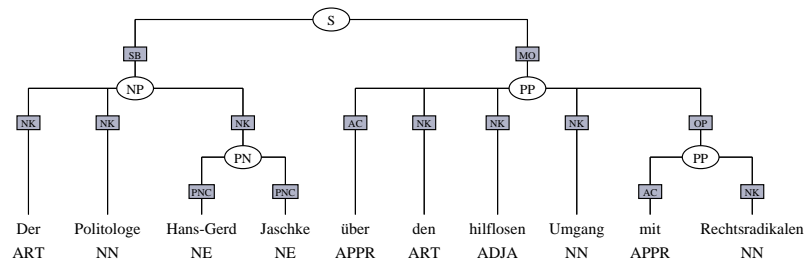 S
SB MO
NP PP
NK NK NK AC NK NK NK OP
PN PP
PNC PNC AC NK
Der Politologe Hans-Gerd Jaschke über den hilflosen Umgang mit Rechtsradikalen
ART NN NE NE APPR ART ADJA NN APPR NN